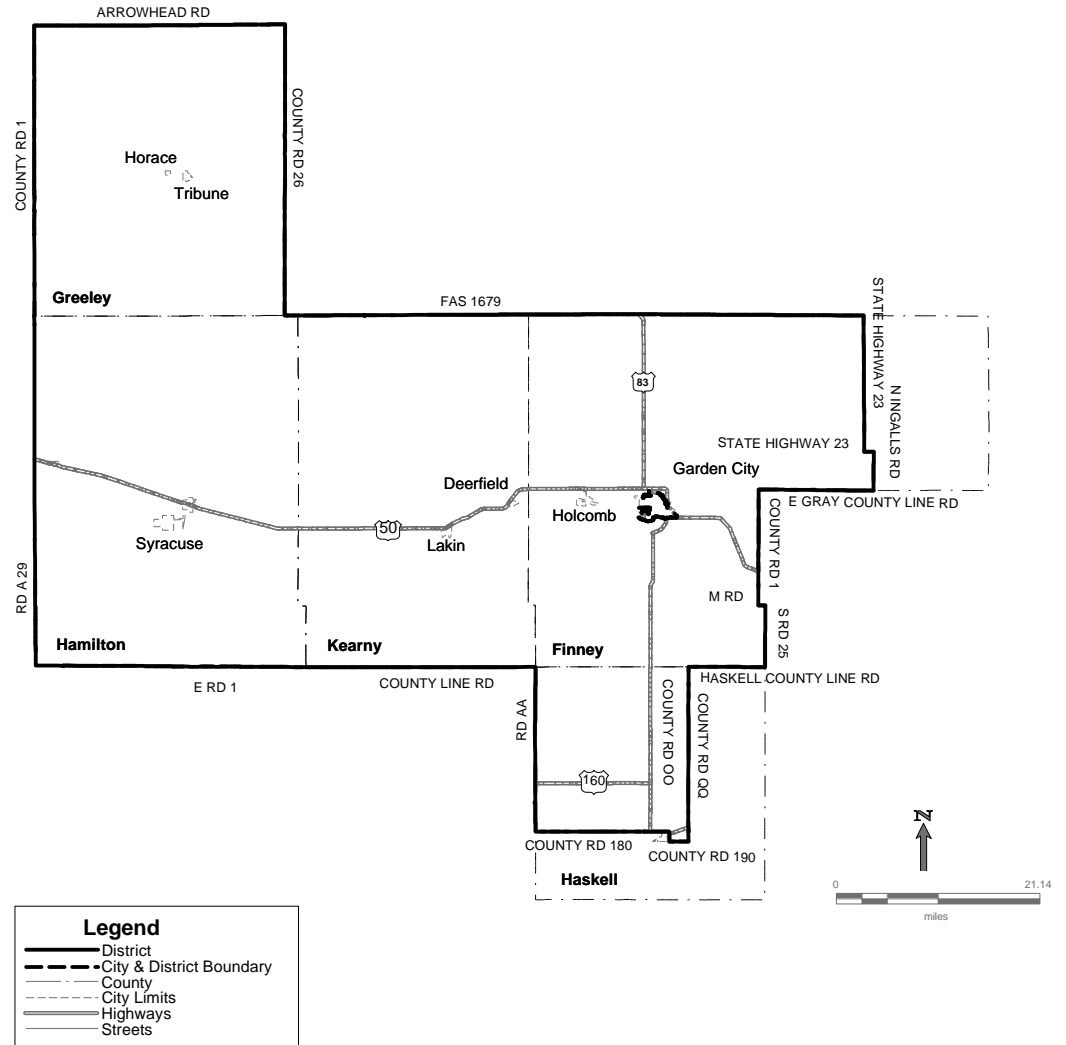 ARROWHEAD RD
COUNTY RD 1
COUNTY RD 26
Horace
Tribune
Greeley
FAS 1679
STATE HIGHWAY 23
83
N INGALLS RD
STATE HIGHWAY 23
Garden City
Deerfield
E GRAY COUNTY LINE RD
Holcomb
50
Syracuse
Lakin
COUNTY RD 1
RD A 29
M RD
S RD 25
Hamilton
Kearny
Finney
E RD 1
COUNTY LINE RD
HASKELL COUNTY LINE RD
RD AA
COUNTY RD OO
COUNTY RD QQ
160
COUNTY RD 180
COUNTY RD 190
Haskell
N
0 21.14
miles
Legend
District
City & District Boundary
County
City Limits
Highways
Streets